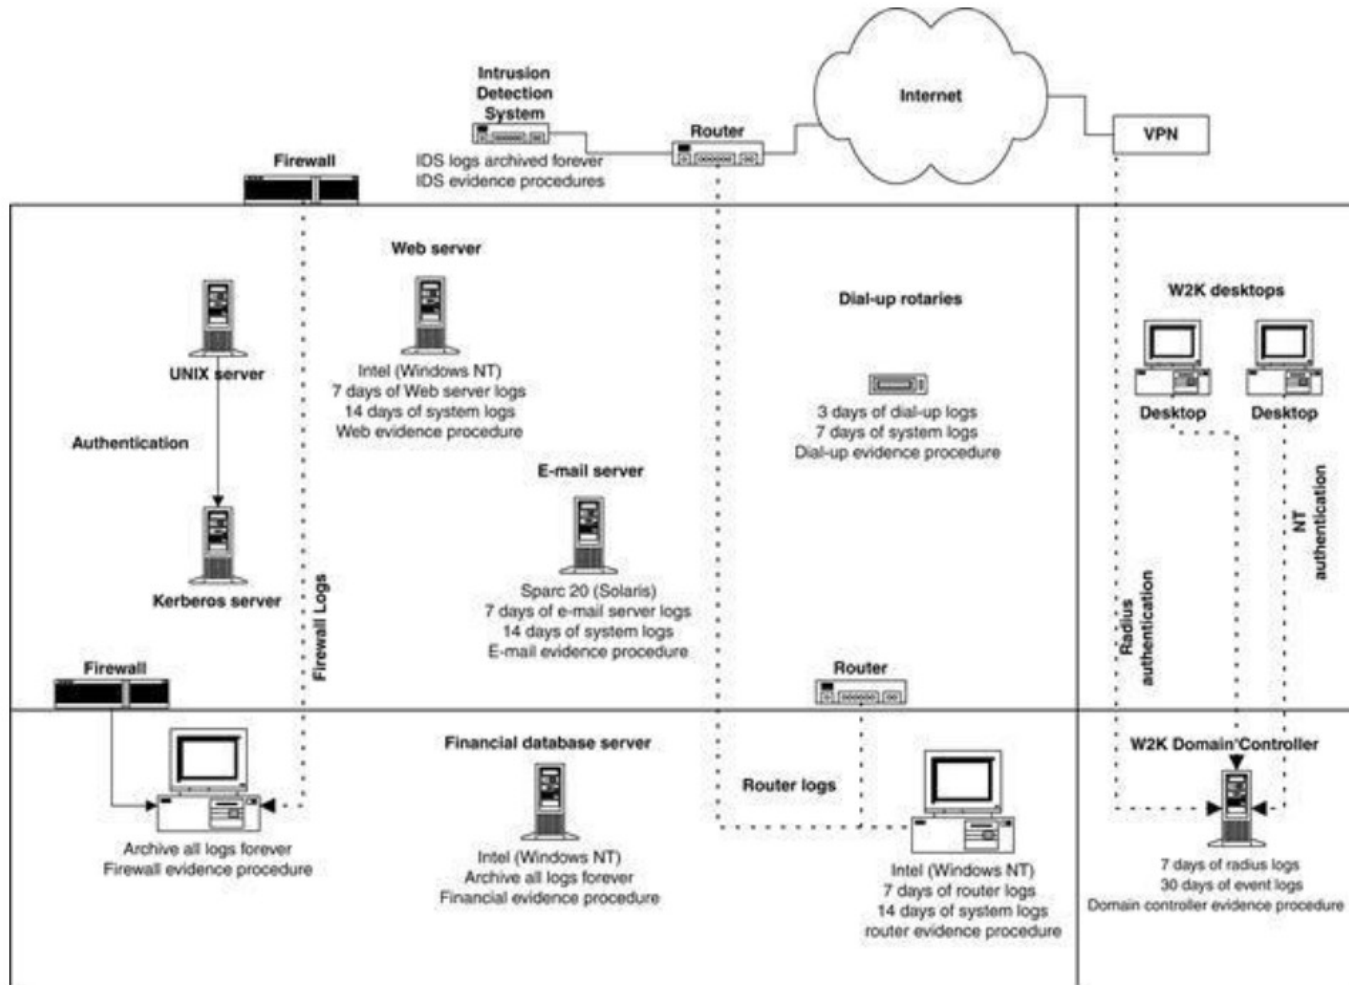 Intrusion
Detection
System
IDS logs archived forever
IDS evidence procedures
Router
Internet
VPN
Firewall
Web server
Intel (Windows NT)
7 days of Web server logs
14 days of system logs
Web evidence procedure
UNIX server
Authentication
Kerberos server
Firewall Logs
E-mail server
Sparc 20 (Solaris)
7 days of e-mail server logs
14 days of system logs
E-mail evidence procedure
Dial-up rotaries
3 days of dial-up logs
7 days of system logs
Dial-up evidence procedure
W2K desktops
Desktop
Desktop
Radius
authentication
NT
authentication
Firewall
Archive all logs forever
Firewall evidence procedure
Financial database server
Intel (Windows NT)
Archive all logs forever
Financial evidence procedure
Router
Router logs
Intel (Windows NT)
7 days of router logs
14 days of system logs
router evidence procedure
W2K Domain Controller
7 days of radius logs
30 days of event logs
Domain controller evidence procedure